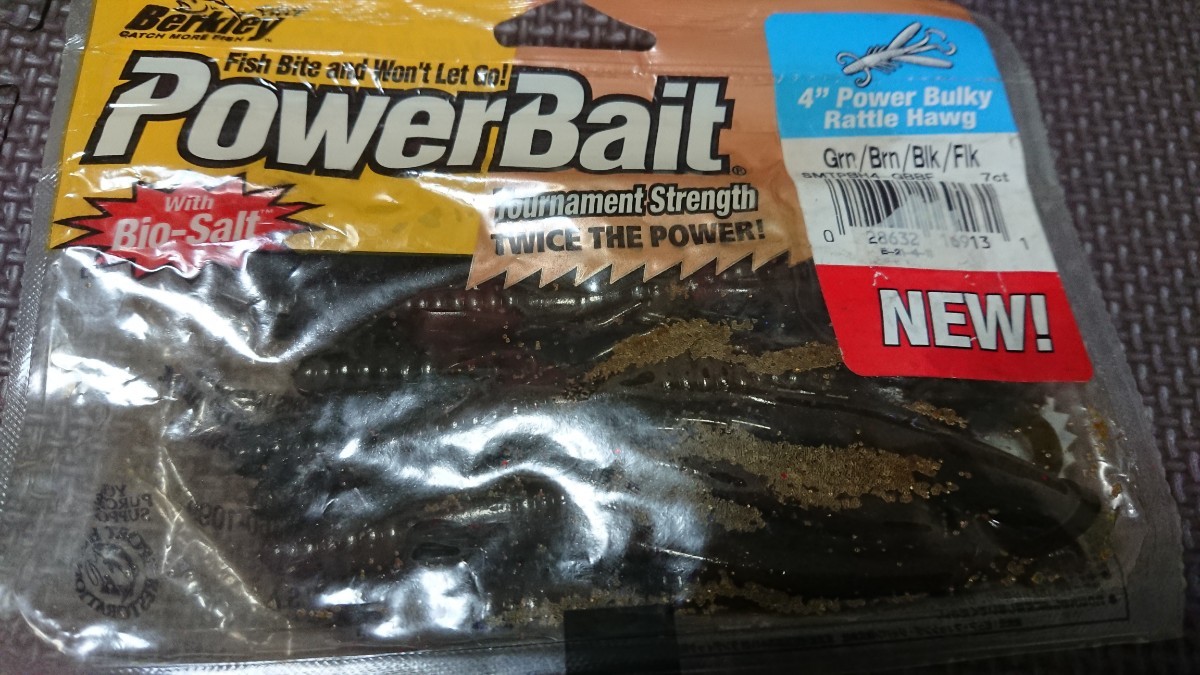 Berkley
CATCH MORE FISH
Fish Bite and Won't Let Go!
PowerBait®
With
Bio-Salt™
Tournament Strength
TWICE THE POWER!
4” Power Bulky
Rattle Hawg
Grn/Brn/Blk/Flk
7ct
0 28632 16913 1
NEW!